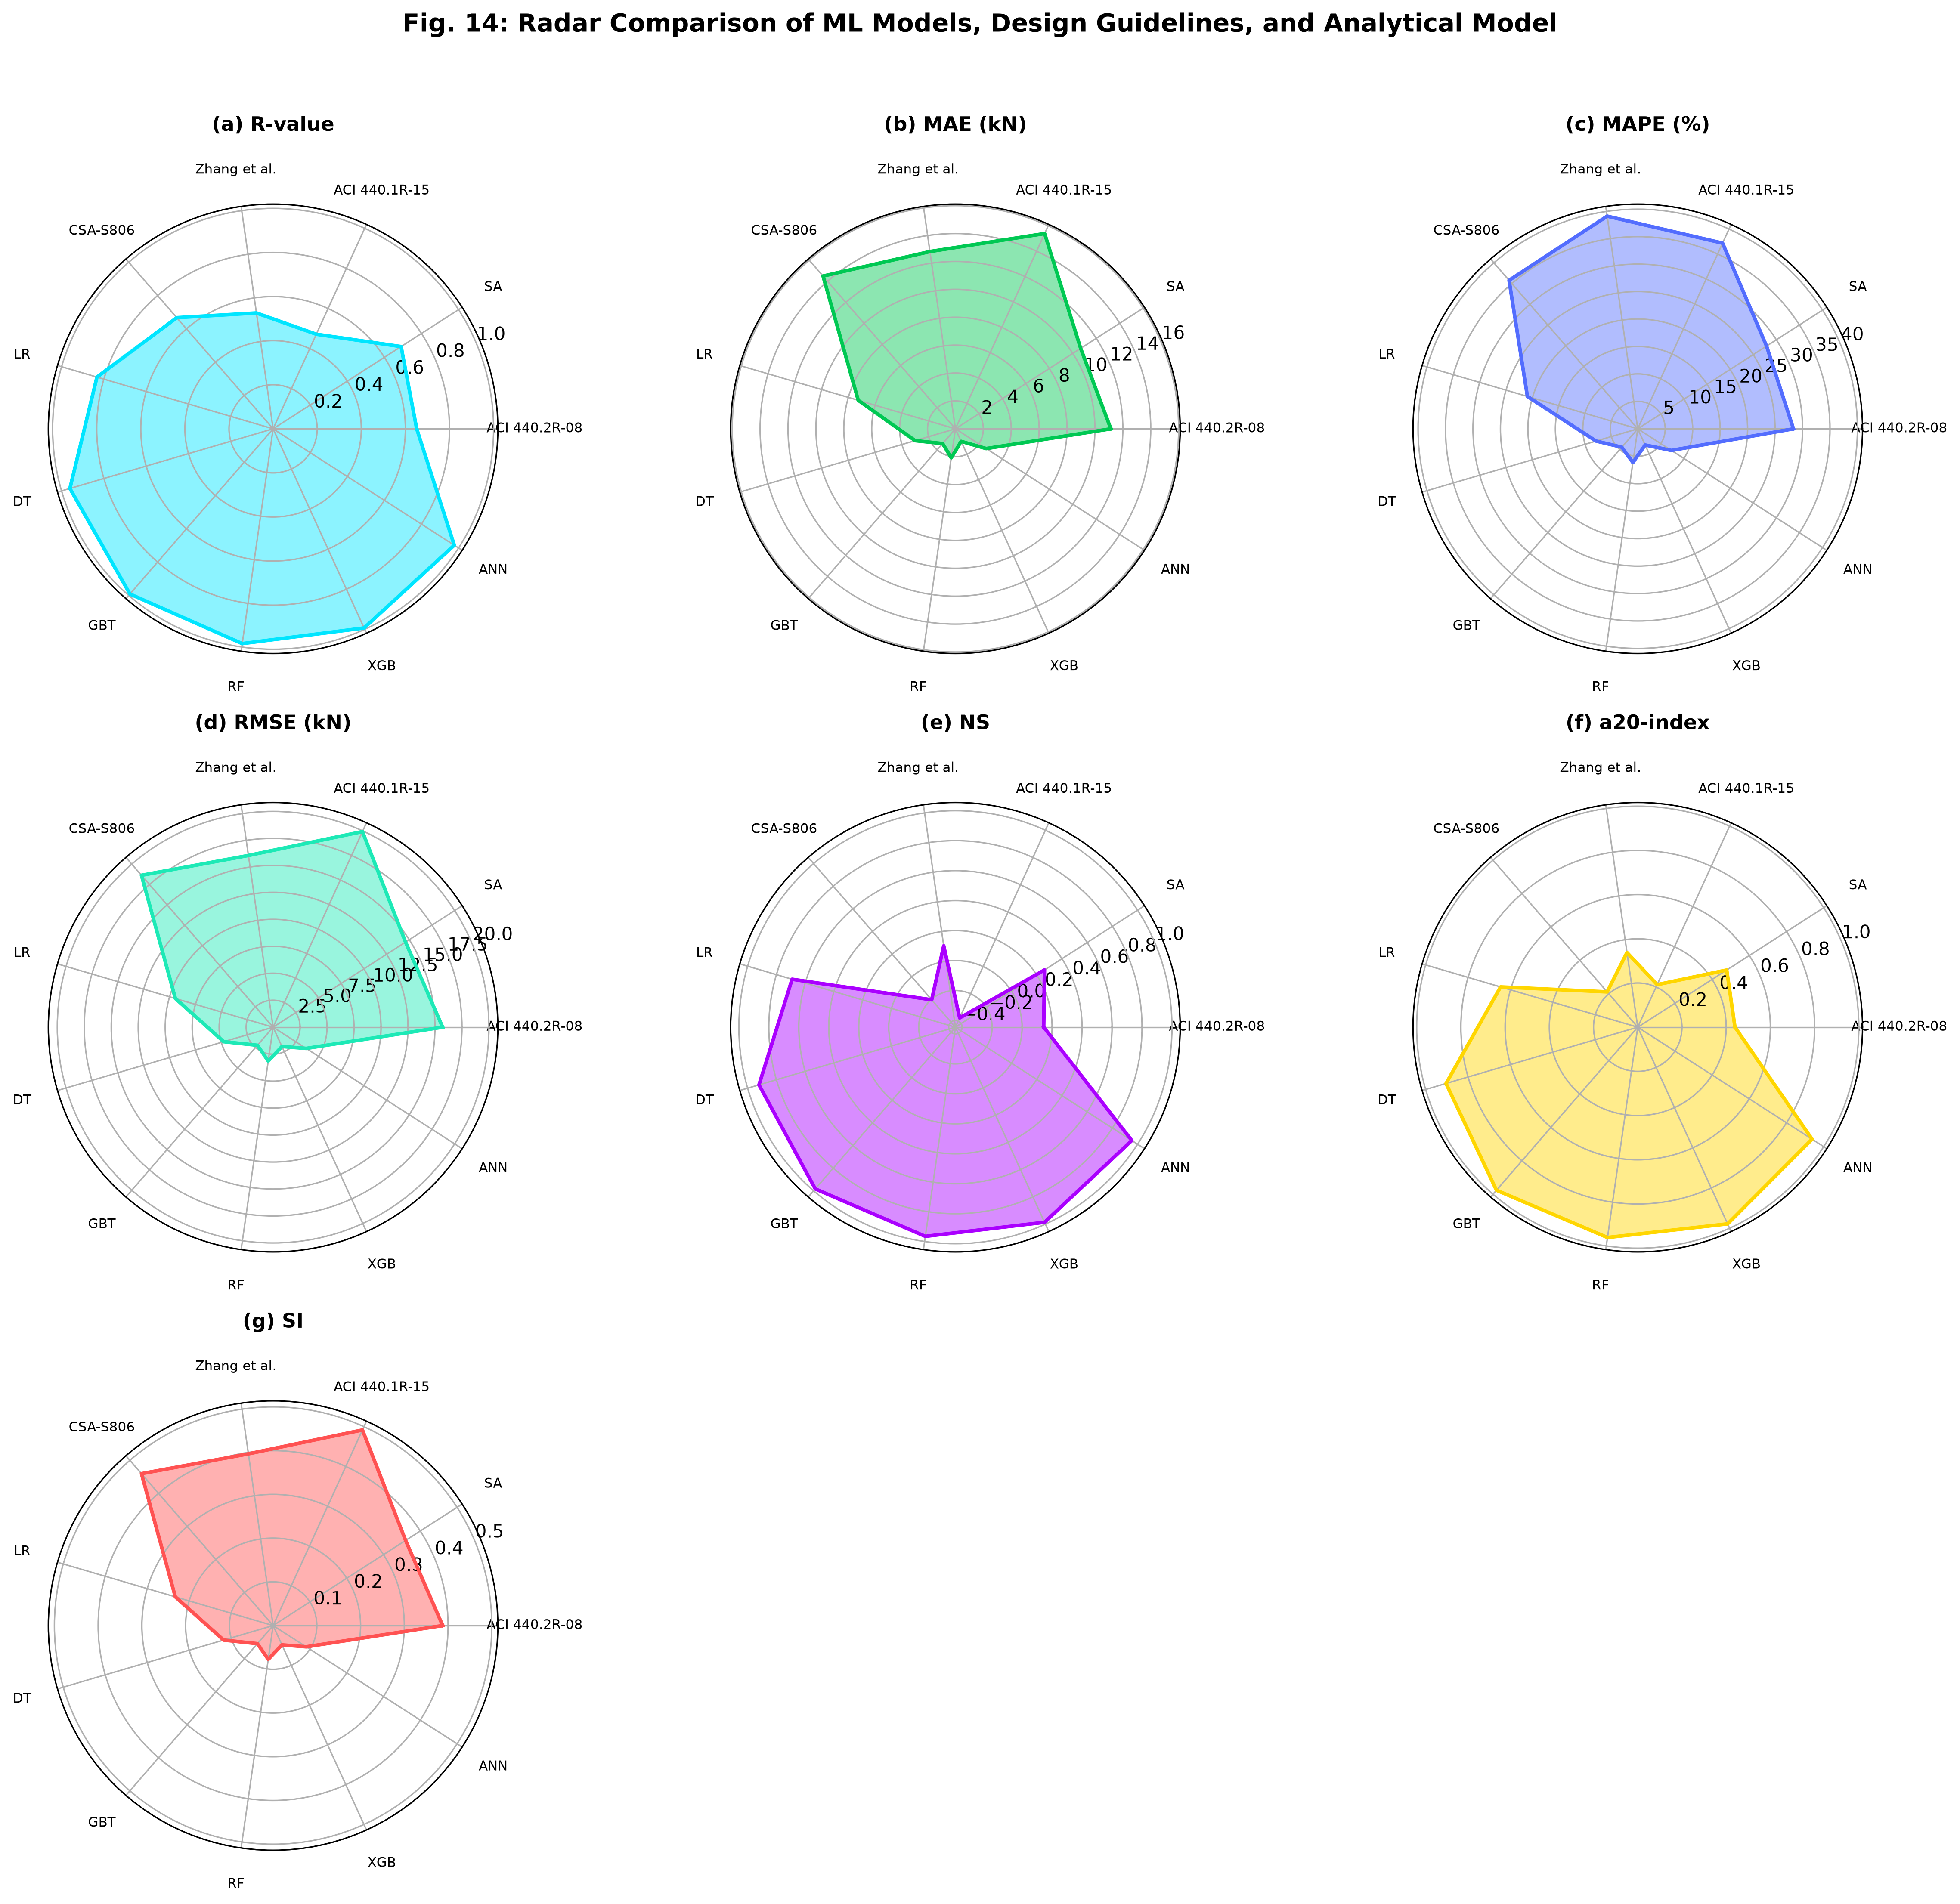 Fig. 14: Radar Comparison of ML Models, Design Guidelines, and Analytical Model
(a) R-value
Zhang et al.
ACI 440.1R-15
CSA-S806
SA
LR
1.0
0.8
0.6
0.4
0.2
ACI 440.2R-08
DT
ANN
GBT
XGB
RF
(b) MAE (kN)
Zhang et al.
ACI 440.1R-15
CSA-S806
SA
LR
16
14
12
10
8
6
4
2
ACI 440.2R-08
DT
ANN
GBT
XGB
RF
(c) MAPE (%)
Zhang et al.
ACI 440.1R-15
CSA-S806
SA
LR
40
35
30
25
20
15
10
5
ACI 440.2R-08
DT
ANN
GBT
XGB
RF
(d) RMSE (kN)
Zhang et al.
ACI 440.1R-15
CSA-S806
SA
LR
20.0
17.5
15.0
12.5
10.0
7.5
5.0
2.5
ACI 440.2R-08
DT
ANN
GBT
XGB
RF
(e) NS
Zhang et al.
ACI 440.1R-15
CSA-S806
SA
LR
1.0
0.8
0.6
0.4
0.2
0.0
−0.2
−0.4
ACI 440.2R-08
DT
ANN
GBT
XGB
RF
(f) a20-index
Zhang et al.
ACI 440.1R-15
CSA-S806
SA
LR
1.0
0.8
0.6
0.4
0.2
ACI 440.2R-08
DT
ANN
GBT
XGB
RF
(g) SI
Zhang et al.
ACI 440.1R-15
CSA-S806
SA
LR
0.5
0.4
0.3
0.2
0.1
ACI 440.2R-08
DT
ANN
GBT
XGB
RF